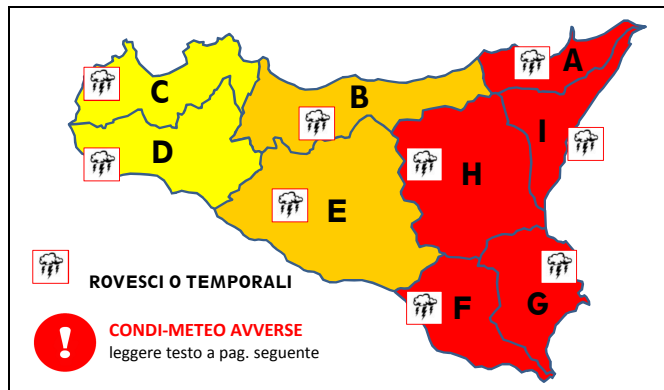 A
C
B
I
D
H
E
F
G
ROVESCI O TEMPORALI
!
CONDI-METEO AVVERSE
leggere testo a pag. seguente